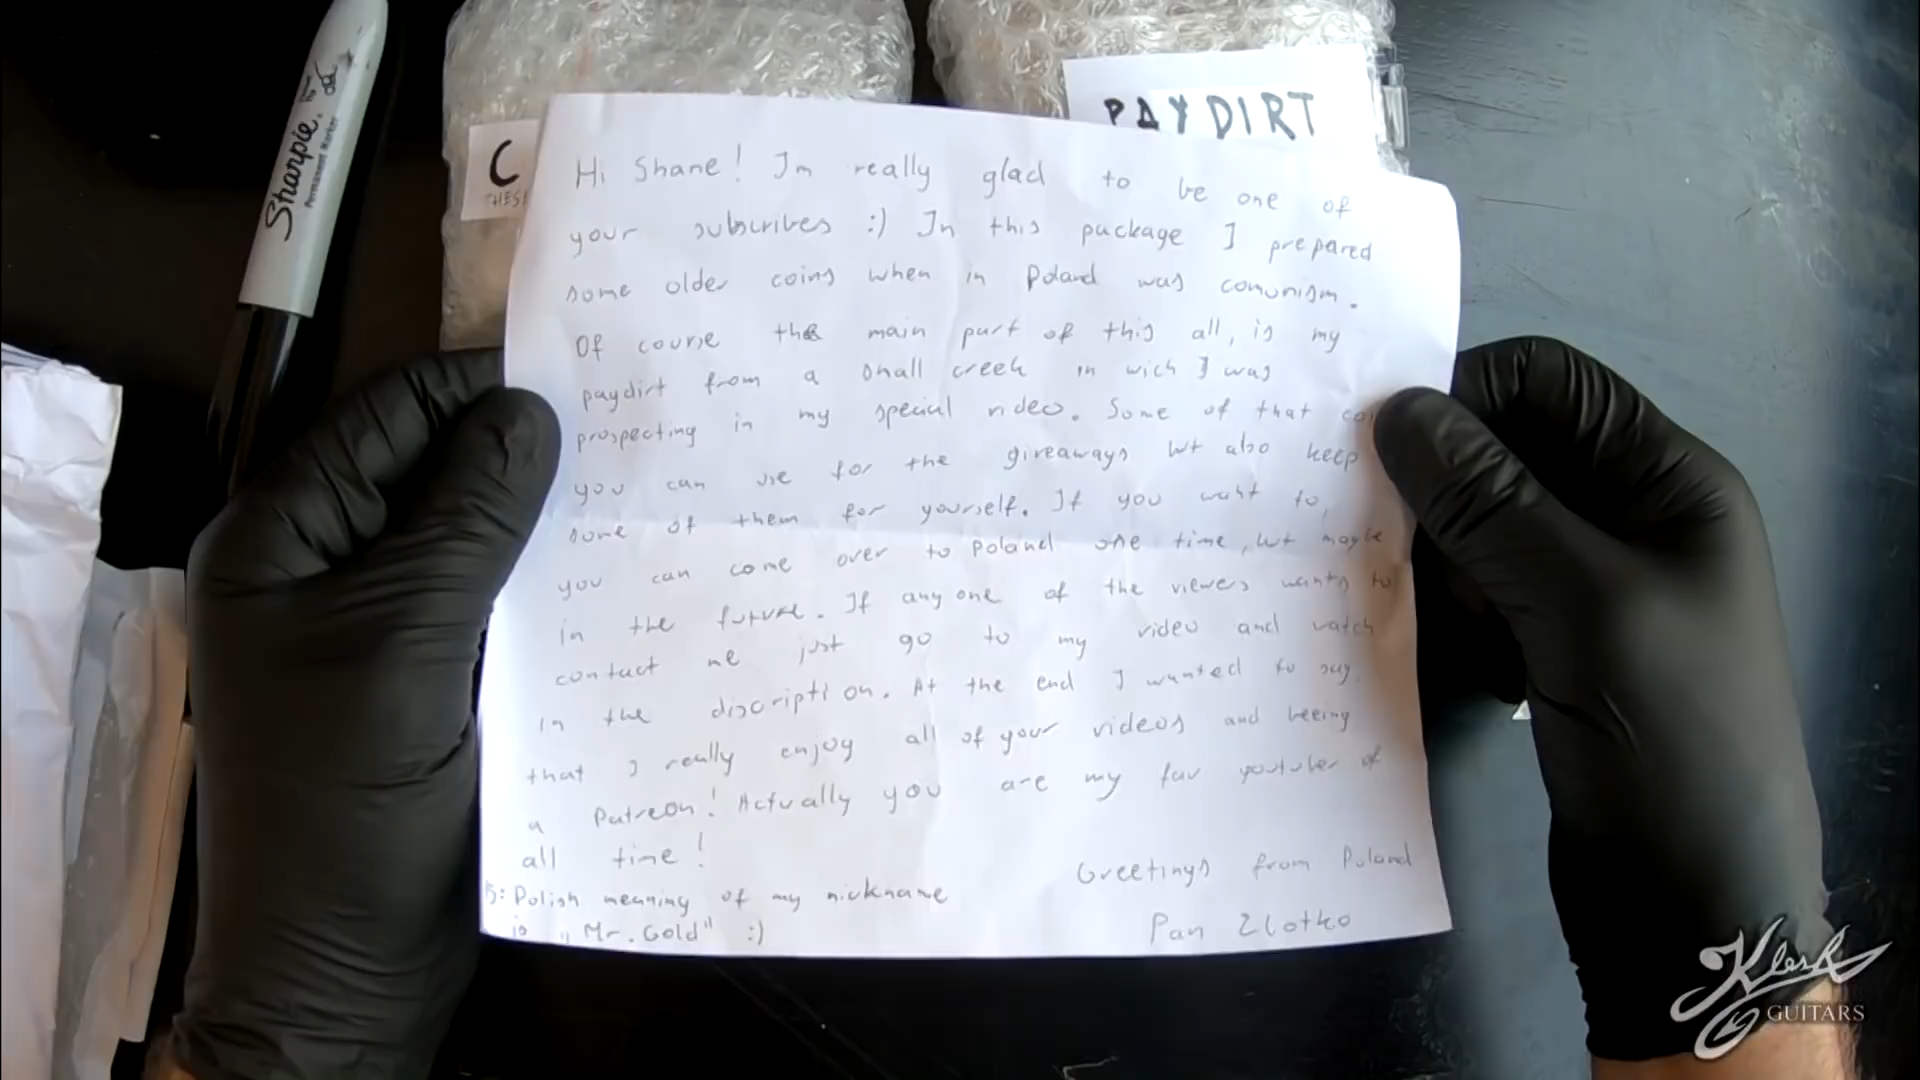 Sharpie.
Permanent Marker
C
THESE
PAYDIRT
Hi Shane! Im really glad to be one of
your subscribes :) In this package I prepared
some older coins when in Poland was comunism.
Of course the main part of this all, is my
paydirt from a small creek in wich I was
prospecting in my special video. Some of that
you can use for the giveaways but also keep
some of them for yourself. If you want to,
you can come over to Poland one time, but maybe
in the future. If any one of the viewers wants to
contact me just go to my video and watch
in the discription. At the end I wanted to say,
that I really enjoy all of your videos and beeing
a Patreon! Actually you are my fav youtuber of
all time!
Greetings from Poland
Pan Zlotko
PS: Polish meaning of my nickname
is „Mr. Gold" :)
Klesk
GUITARS